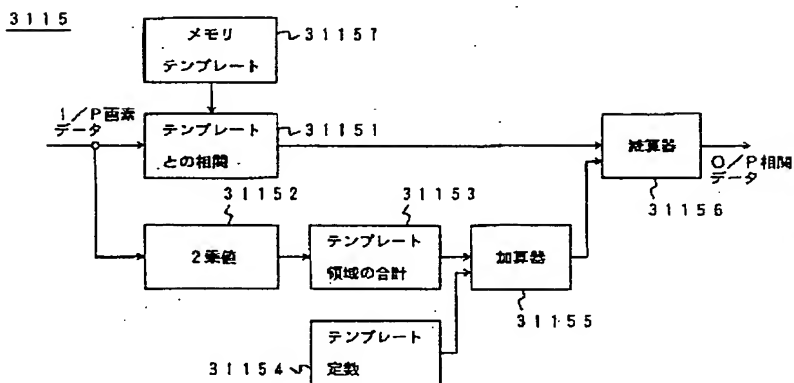 3115
メモリ
テンプレート
31157
I/P画素
データ
テンプレート
との相関
31151
減算器
O/P相関
データ
31156
31152
31153
2乗値
テンプレート
領域の合計
加算器
31155
テンプレート
定数
31154